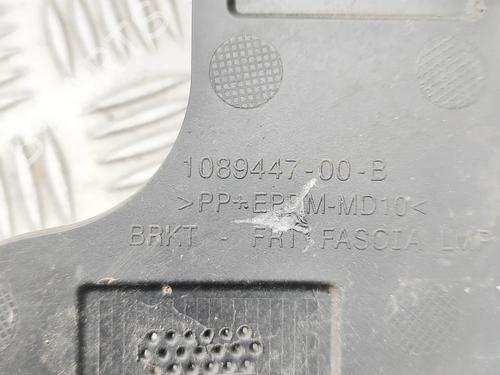 1089447-00-B
>PP+EPDM-MD10<
BRKT - FRT FASCIA